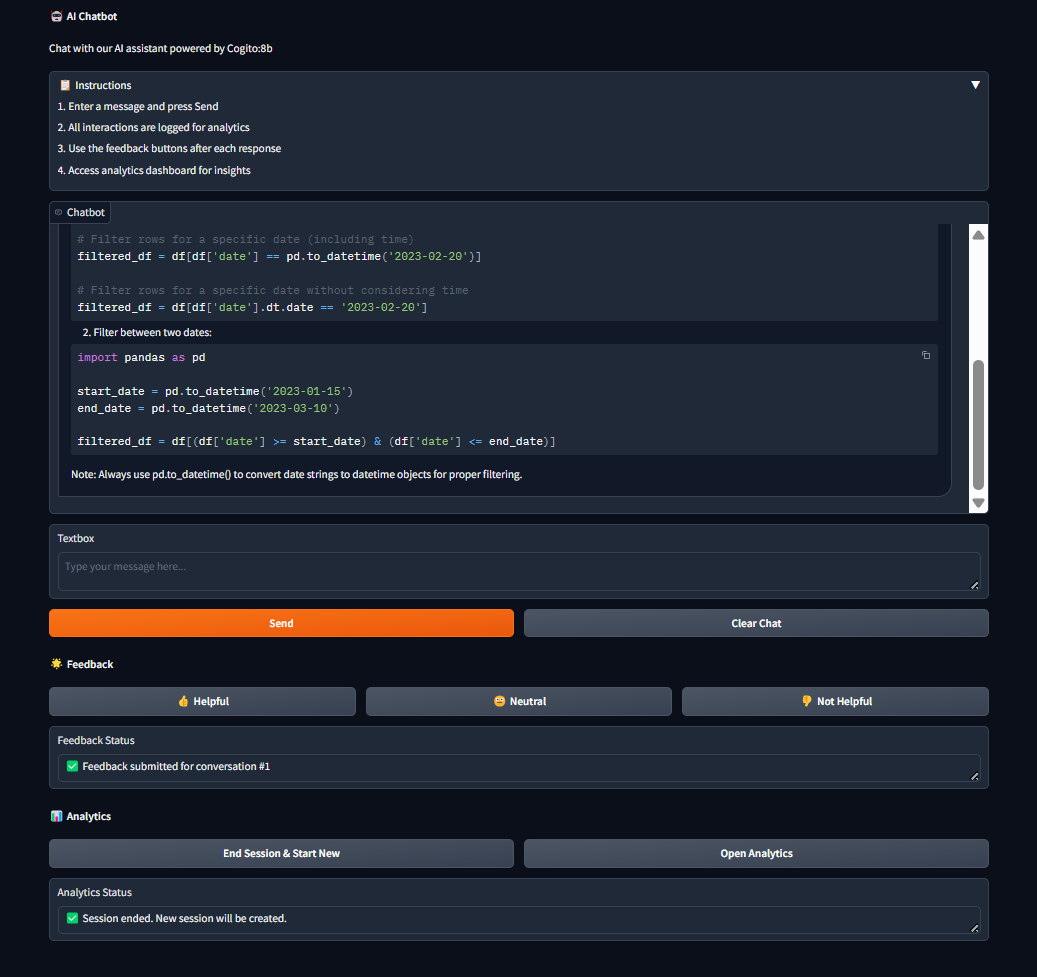 AI Chatbot
Chat with our AI assistant powered by Cogito:8b
Instructions
1. Enter a message and press Send
2. All interactions are logged for analytics
3. Use the feedback buttons after each response
4. Access analytics dashboard for insights
Chatbot
# Filter rows for a specific date (including time)
filtered_df = df[df['date'] == pd.to_datetime('2023-02-20')]
# Filter rows for a specific date without considering time
filtered_df = df[df['date'].dt.date == '2023-02-20']
2. Filter between two dates:
import pandas as pd
start_date = pd.to_datetime('2023-01-15')
end_date = pd.to_datetime('2023-03-10')
filtered_df = df[(df['date'] >= start_date) & (df['date'] <= end_date)]
Note: Always use pd.to_datetime() to convert date strings to datetime objects for proper filtering.
Textbox
Type your message here...
Send
Clear Chat
Feedback
Helpful
Neutral
Not Helpful
Feedback Status
✅ Feedback submitted for conversation #1
Analytics
End Session & Start New
Open Analytics
Analytics Status
✅ Session ended. New session will be created.